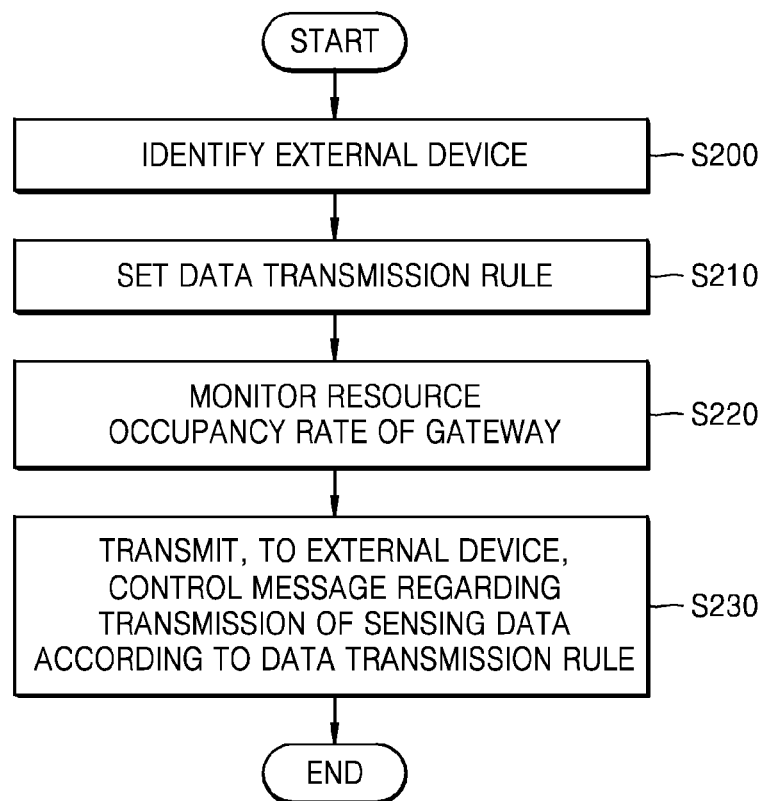 START
IDENTIFY EXTERNAL DEVICE
S200
SET DATA TRANSMISSION RULE
S210
MONITOR RESOURCE
OCCUPANCY RATE OF GATEWAY
S220
TRANSMIT, TO EXTERNAL DEVICE,
CONTROL MESSAGE REGARDING
TRANSMISSION OF SENSING DATA
ACCORDING TO DATA TRANSMISSION RULE
S230
END